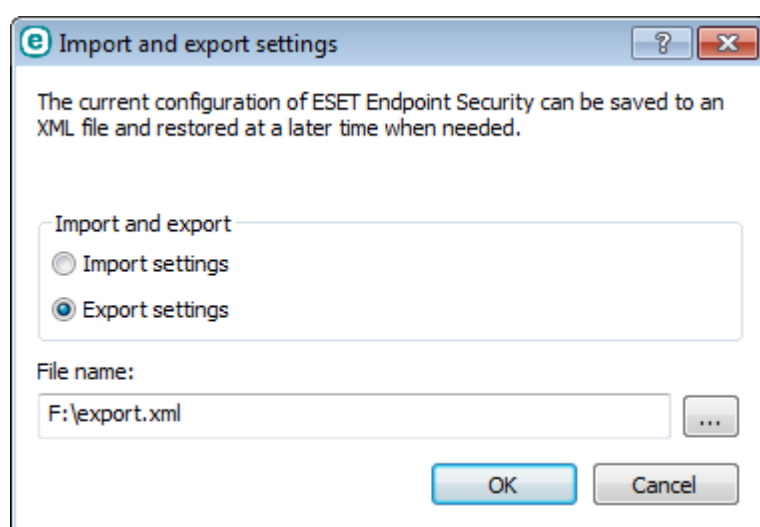 e Import and export settings ?
The current configuration of ESET Endpoint Security can be saved to an
XML file and restored at a later time when needed.
Import and export
Import settings
Export settings
File name:
F:\export.xml
...
OK Cancel